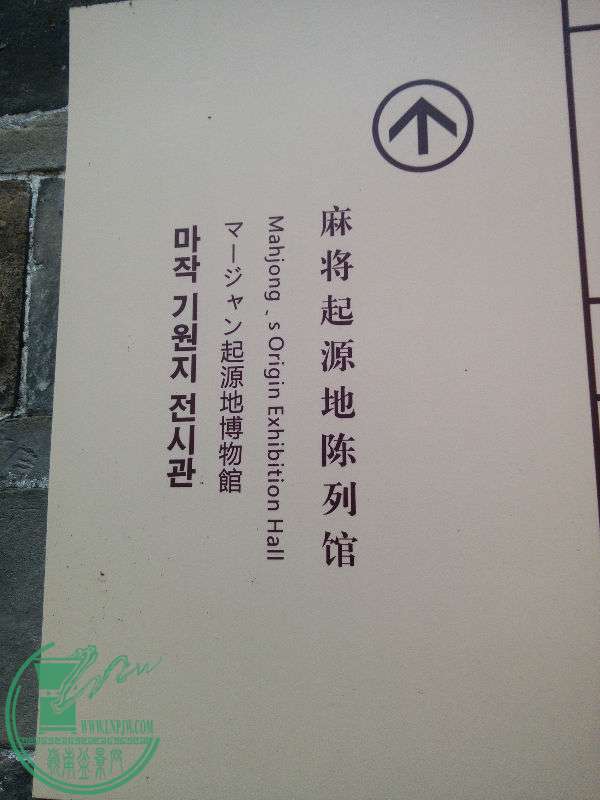 麻将起源地陈列馆
Mahjong , s Origin Exhibition Hall
マージャン起源地博物館
마작 기원지 전시관
WWW.LNPJW.COM